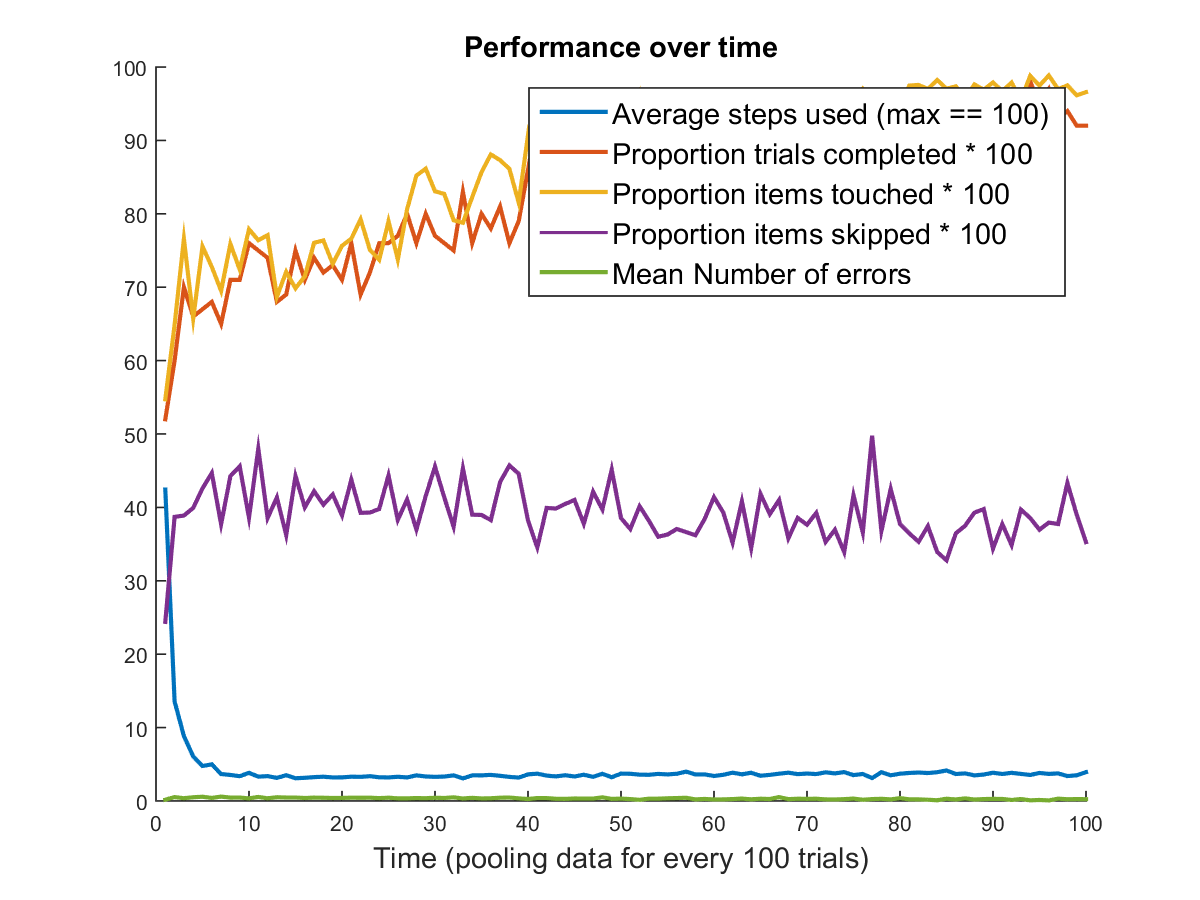 Performance over time
100
90
80
70
60
50
40
30
20
10
0
Average steps used (max == 100)
Proportion trials completed * 100
Proportion items touched * 100
Proportion items skipped * 100
Mean Number of errors
0 10 20 30 40 50 60 70 80 90 100
Time (pooling data for every 100 trials)